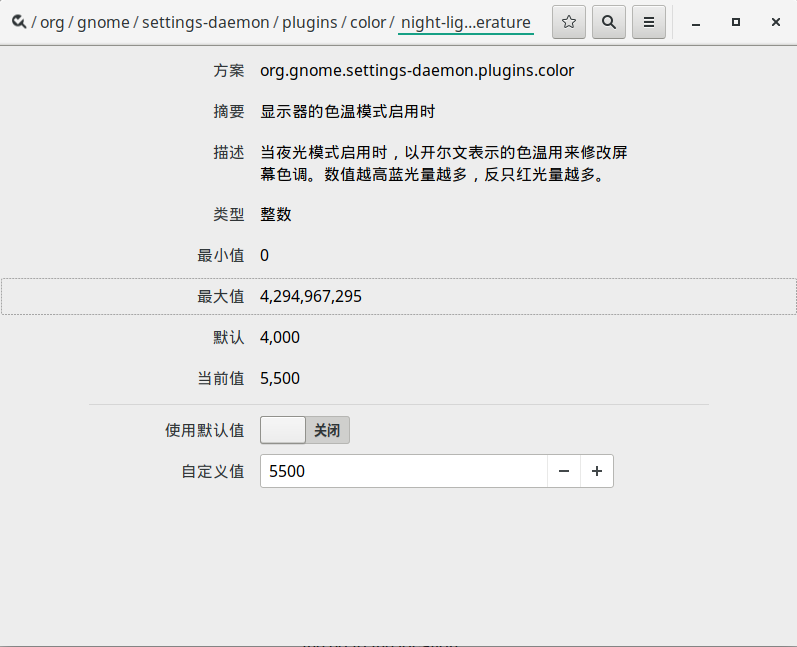 / org / gnome / settings-daemon / plugins / color / night-lig...erature
方案 org.gnome.settings-daemon.plugins.color
摘要 显示器的色温模式启用时
描述 当夜光模式启用时，以开尔文表示的色温用来修改屏
幕色调。数值越高蓝光量越多，反只红光量越多。
类型 整数
最小值 0
最大值 4,294,967,295
默认 4,000
当前值 5,500
使用默认值 关闭
自定义值 5500